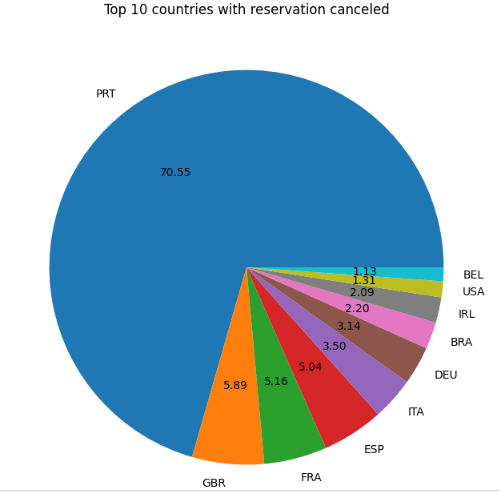 Top 10 countries with reservation canceled
PRT
70.55
BEL
1.13
USA
1.31
IRL
2.09
BRA
2.20
DEU
3.14
ITA
3.50
ESP
5.04
FRA
5.16
GBR
5.89